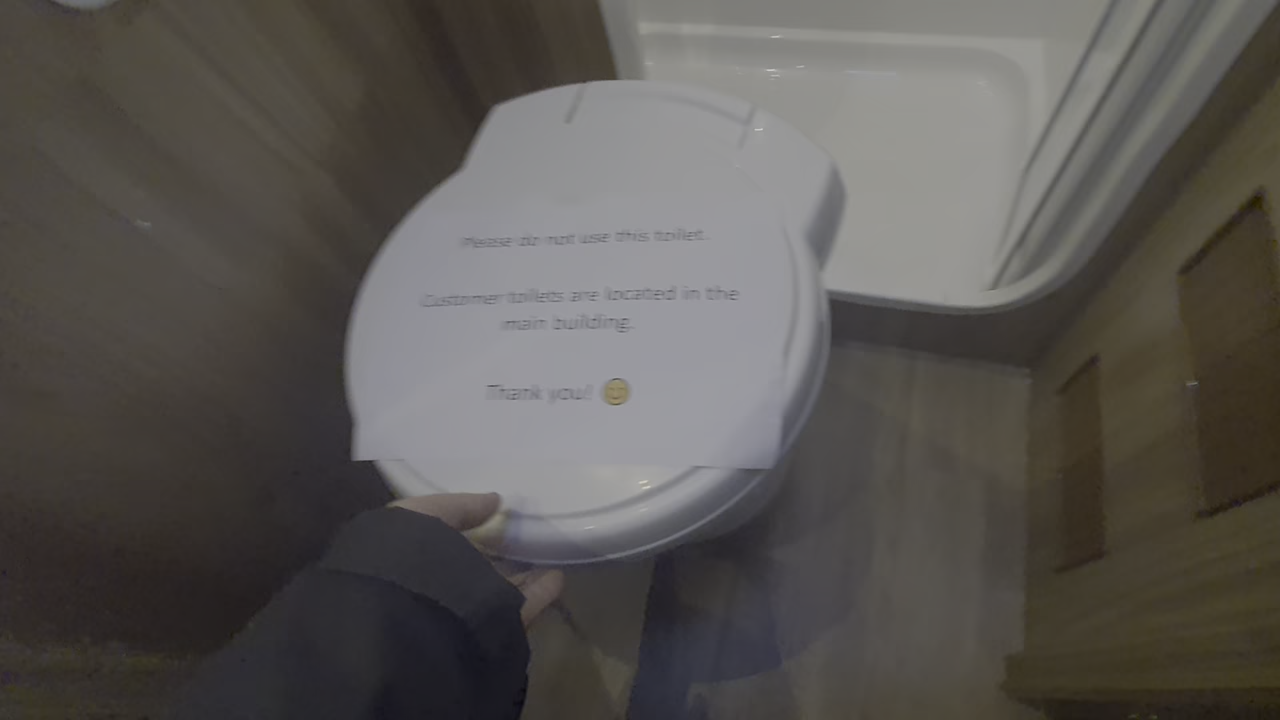 Please do not use this toilet.
Customer toilets are located in the
main building.
Thank you! 😊